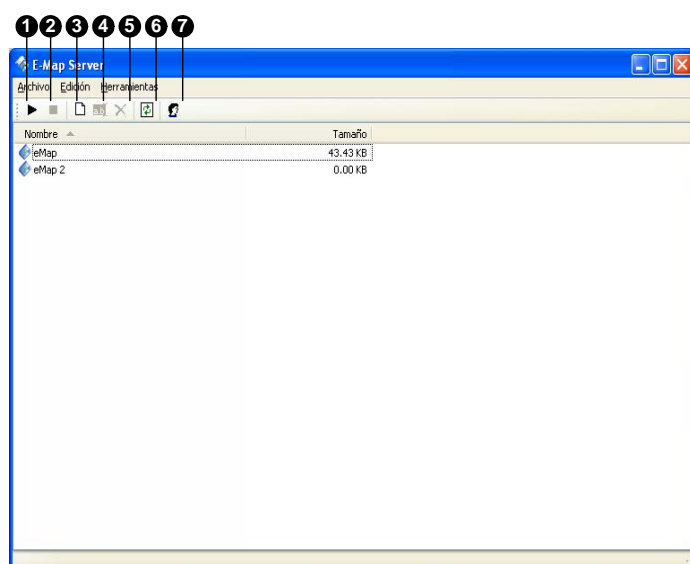 1 2 3 4 5 6 7
E-Map Server
Archivo Edición Herramientas
Nombre Tamaño
eMap 43.43 KB
eMap 2 0.00 KB